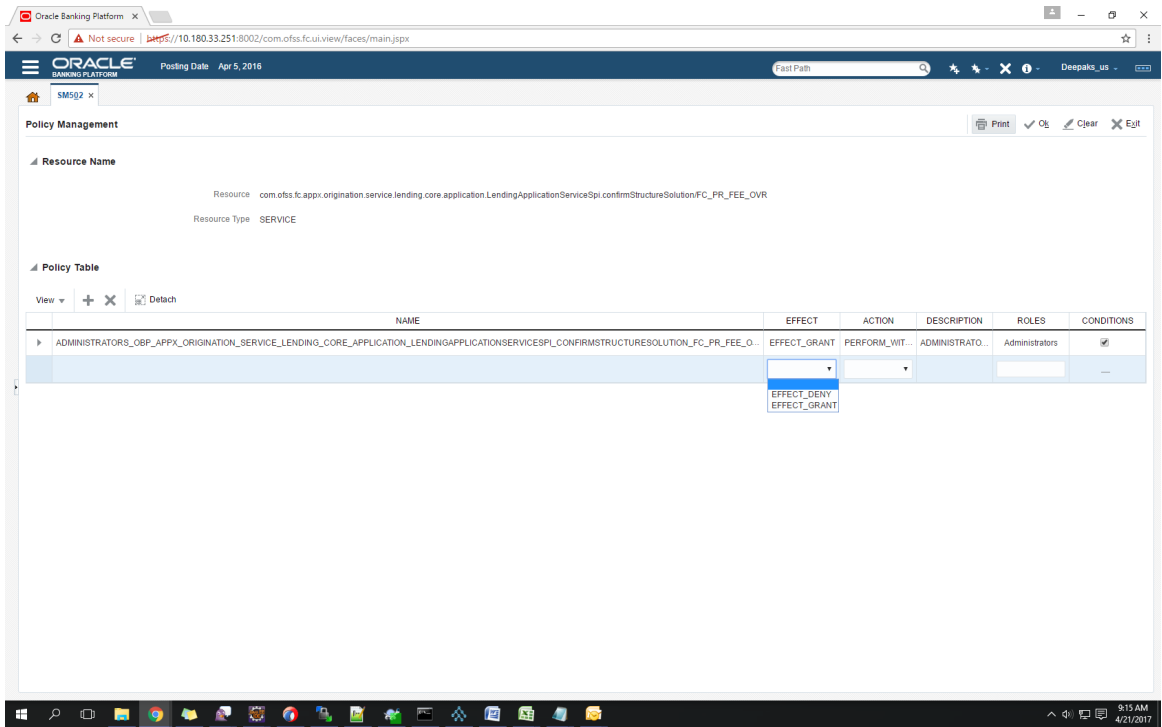 Oracle Banking Platform
Not secure | https://10.180.33.251:8002/com.ofss.fc.ui.view/faces/main.jspx
ORACLE
BANKING PLATFORM
Posting Date Apr 5, 2016
Fast Path
Deepaks_us
SM502
Policy Management
Print Ok Clear Exit
Resource Name
Resource com.ofss.fc.appx.origination.service.lending.core.application.LendingApplicationServiceSpi.confirmStructureSolution/FC_PR_FEE_OVR
Resource Type SERVICE
Policy Table
View Detach
NAME EFFECT ACTION DESCRIPTION ROLES CONDITIONS
ADMINISTRATORS_OBP_APPX_ORIGINATION_SERVICE_LENDING_CORE_APPLICATION_LENDINGAPPLICATIONSERVICESPI_CONFIRMSTRUCTURESOLUTION_FC_PR_FEE_O... EFFECT_GRANT PERFORM_WIT... ADMINISTRATO... Administrators
EFFECT_DENY
EFFECT_GRANT
9:15 AM
4/21/2017